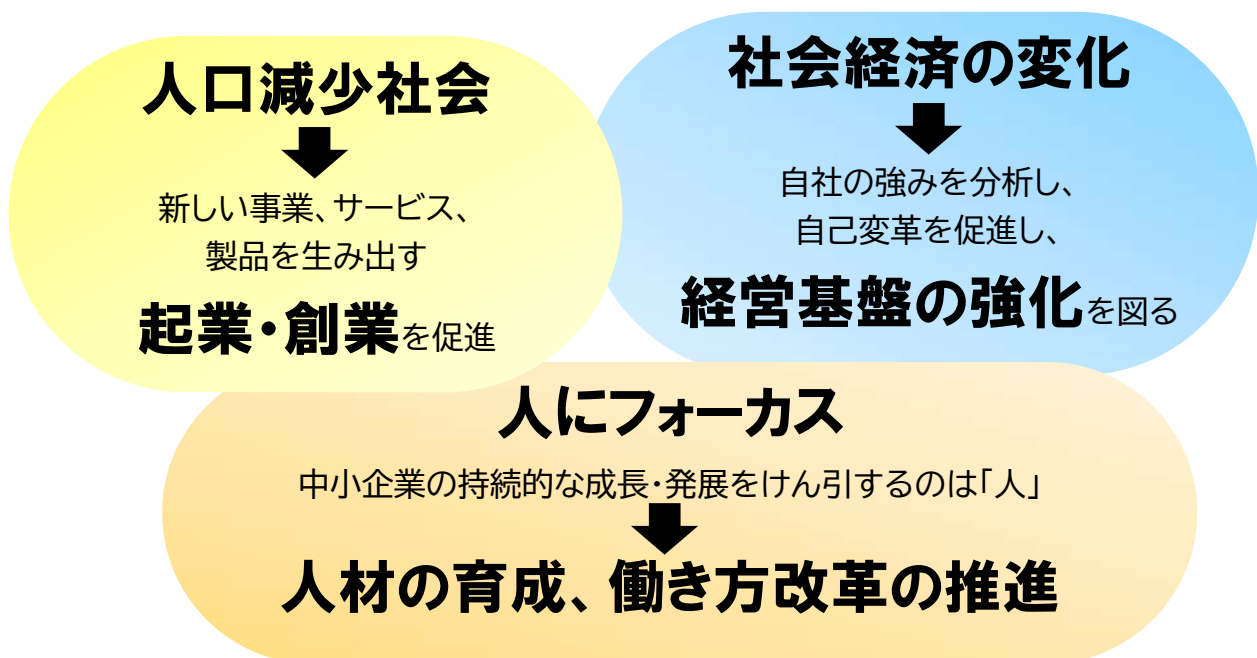 人口減少社会
新しい事業、サービス、
製品を生み出す
起業・創業を促進
社会経済の変化
自社の強みを分析し、
自己変革を促進し、
経営基盤の強化を図る
人にフォーカス
中小企業の持続的な成長・発展をけん引するのは「人」
人材の育成、働き方改革の推進